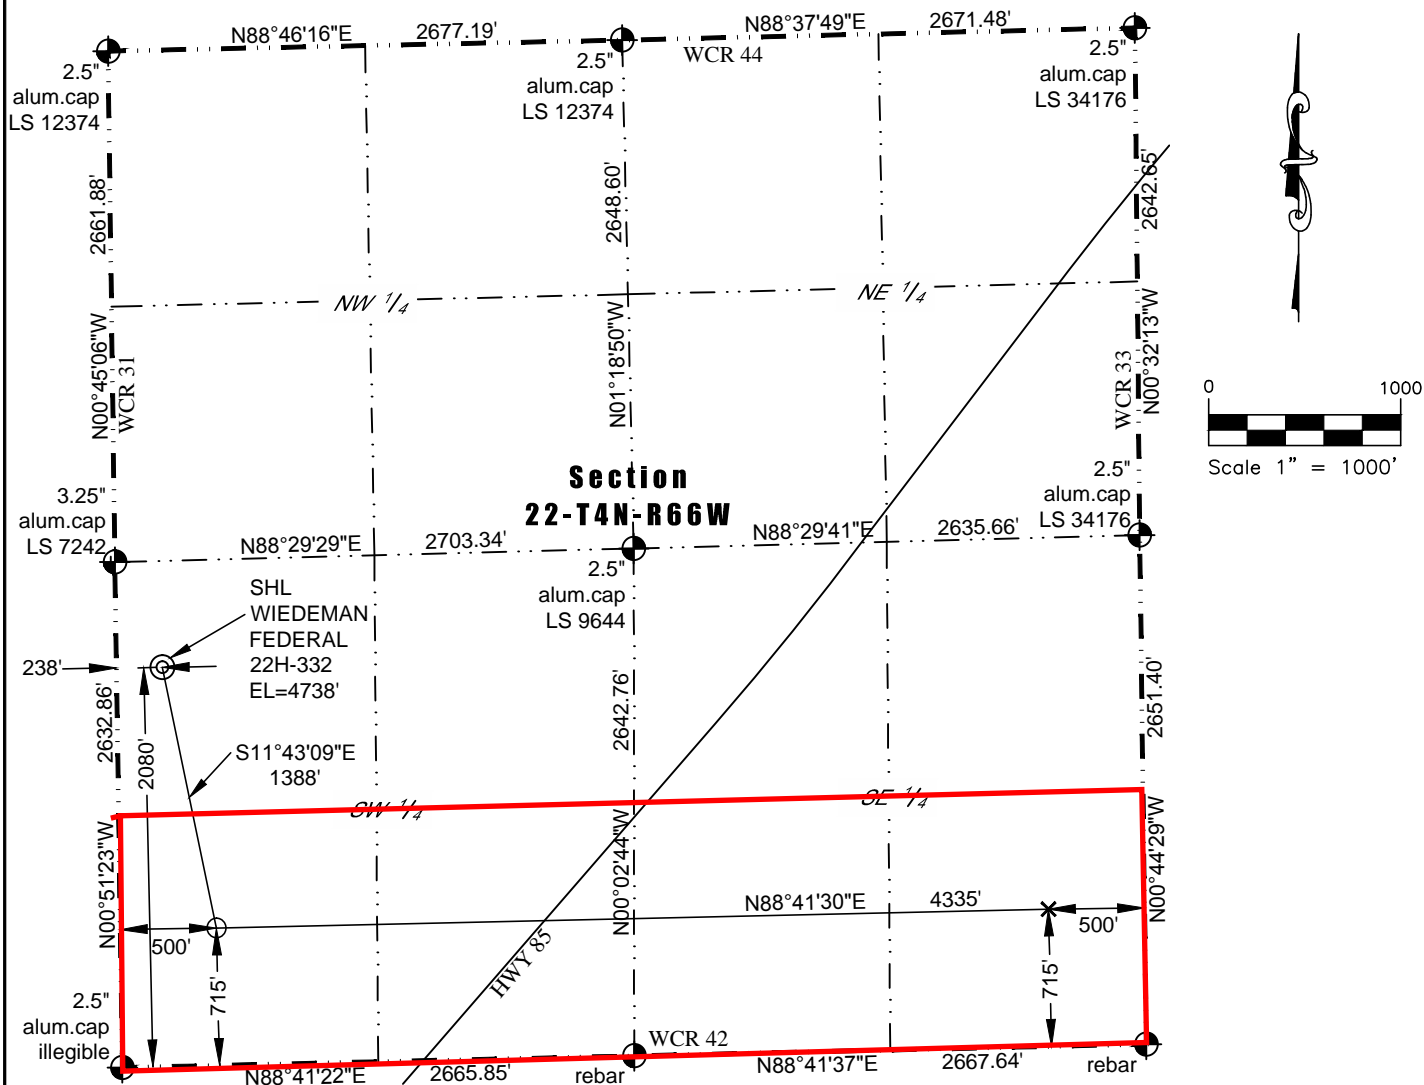 N88°46'16"E
2677.19'
N88°37'49"E
2671.48'
WCR 44
2.5"
alum.cap
LS 12374
2.5"
alum.cap
LS 12374
2.5"
alum.cap
LS 34176
2661.88'
2648.60'
2642.65'
NW 1/4
NE 1/4
N00°45'06"W
WCR 31
N01°18'50"W
WCR 33
N00°32'13"W
0
1000
Scale 1" = 1000'
Section
22-T4N-R66W
3.25"
alum.cap
LS 7242
2.5"
alum.cap
LS 34176
N88°29'29"E
2703.34'
N88°29'41"E
2635.66'
2.5"
alum.cap
LS 9644
SHL
WIEDEMAN
FEDERAL
22H-332
EL=4738'
238'
2632.86'
2080'
2642.76'
2651.40'
S11°43'09"E
1388'
SW 1/4
SE 1/4
N00°51'23"W
N00°02'44"W
N00°44'29"W
N88°41'30"E
4335'
500'
500'
715'
715'
HWY 85
2.5"
alum.cap
illegible
WCR 42
N88°41'22"E
2665.85'
rebar
N88°41'37"E
2667.64'
rebar